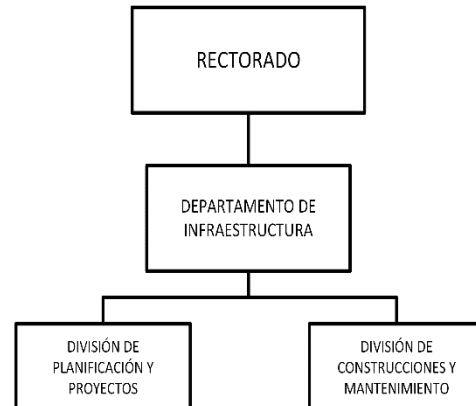 RECTORADO
DEPARTAMENTO DE
INFRAESTRUCTURA
DIVISIÓN DE
PLANIFICACIÓN Y
PROYECTOS
DIVISIÓN DE
CONSTRUCCIONES Y
MANTENIMIENTO